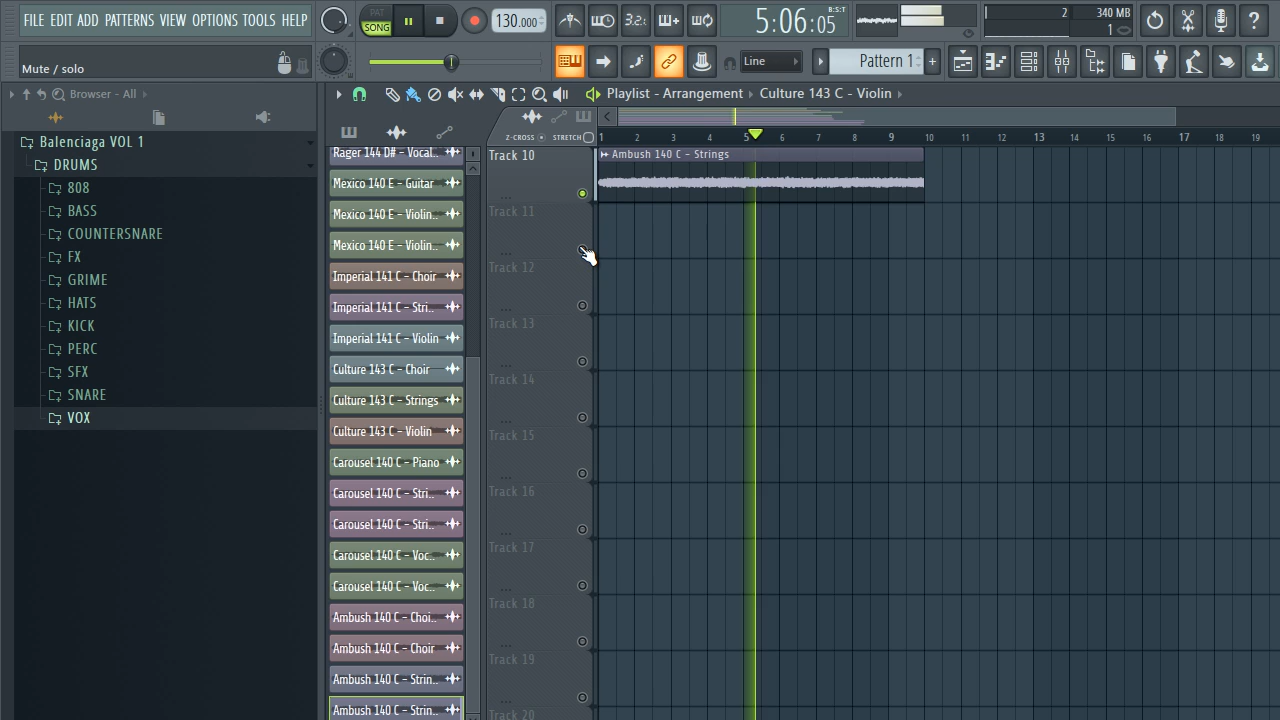 FILE EDIT ADD PATTERNS VIEW OPTIONS TOOLS HELP
PAT
SONG
130.000
3.2
5:06:05
B:S:T
2
340 MB
1
Mute / solo
Line
Pattern 1
+
Browser - All
Playlist - Arrangement
Culture 143 C - Violin
Z-CROSS
STRETCH
1 2 3 4 5 6 7 8 9 10 11 12 13 14 15 16 17 18 19
Balenciaga VOL 1
DRUMS
808
BASS
COUNTERSNARE
FX
GRIME
HATS
KICK
PERC
SFX
SNARE
VOX
Rager 144 D# - Vocal..
Mexico 140 E - Guitar
Mexico 140 E - Violin..
Mexico 140 E - Violin..
Imperial 141 C - Choir
Imperial 141 C - Stri..
Imperial 141 C - Violin
Culture 143 C - Choir
Culture 143 C - Strings
Culture 143 C - Violin
Carousel 140 C - Piano
Carousel 140 C - Stri..
Carousel 140 C - Stri..
Carousel 140 C - Voc..
Carousel 140 C - Voc..
Ambush 140 C - Choi..
Ambush 140 C - Choir
Ambush 140 C - Strin..
Ambush 140 C - Strin..
Track 10
Ambush 140 C - Strings
Track 11
Track 12
Track 13
Track 14
Track 15
Track 16
Track 17
Track 18
Track 19
Track 20